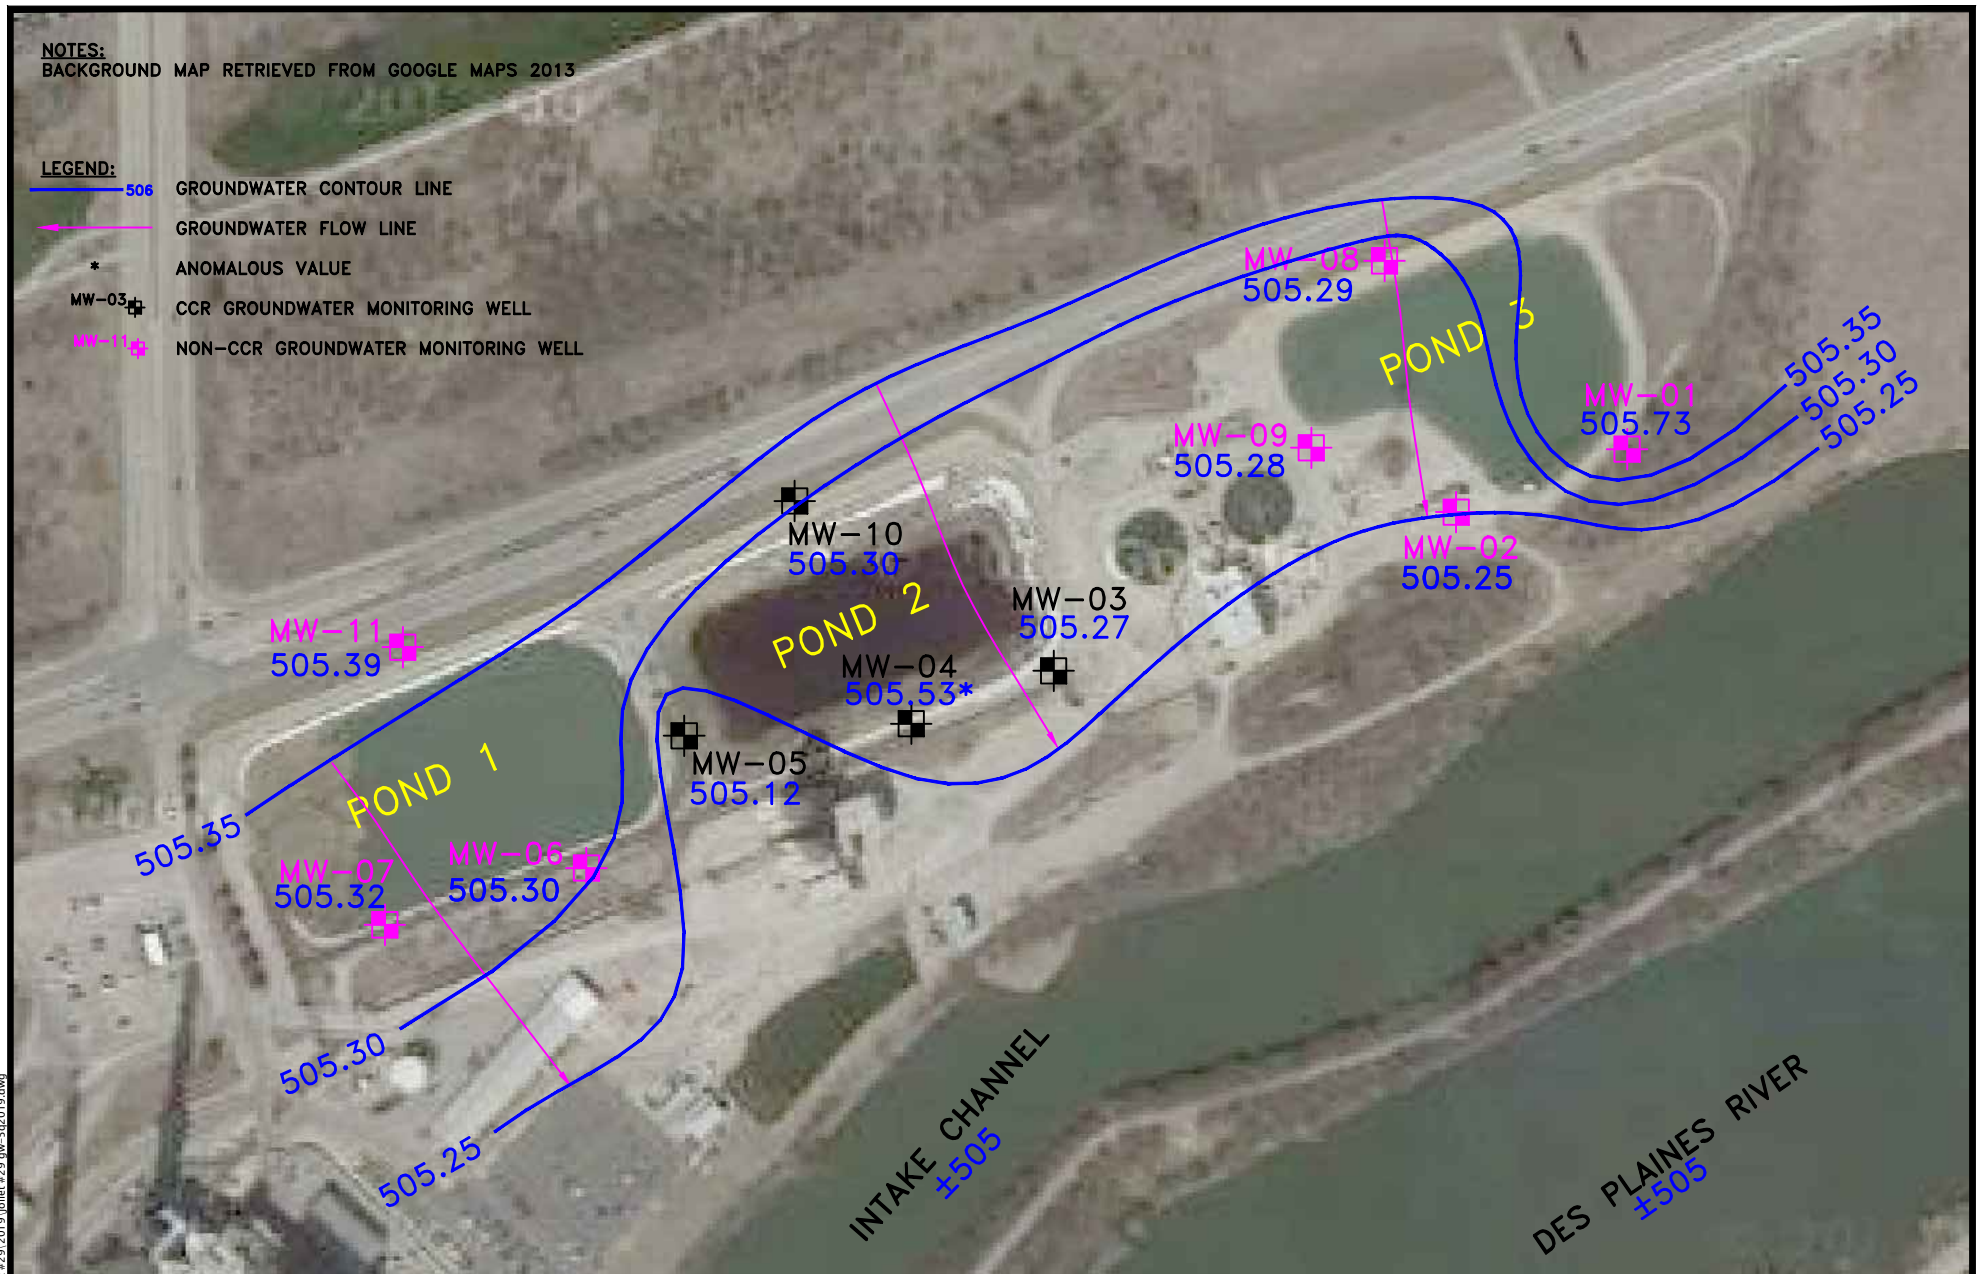 NOTES:
BACKGROUND MAP RETRIEVED FROM GOOGLE MAPS 2013
LEGEND:
506 GROUNDWATER CONTOUR LINE
GROUNDWATER FLOW LINE
* ANOMALOUS VALUE
MW-03 CCR GROUNDWATER MONITORING WELL
MW-11 NON-CCR GROUNDWATER MONITORING WELL
MW-08
505.29
POND 3
505.35
505.30
505.25
MW-01
505.73
MW-09
505.28
MW-02
505.25
MW-10
505.30
POND 2
MW-03
505.27
MW-04
505.53*
MW-11
505.39
MW-05
505.12
POND 1
505.35
MW-07
505.32
MW-06
505.30
505.30
505.25
INTAKE CHANNEL
±505
DES PLAINES RIVER
±505